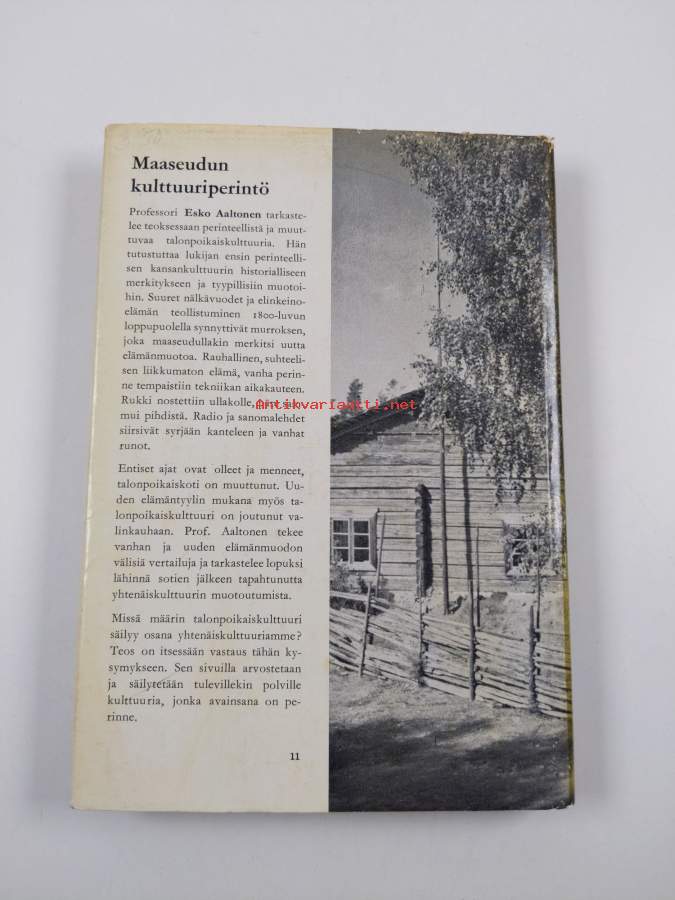 Maaseudun
kulttuuriperintö
Professori Esko Aaltonen tarkaste-
lee teoksessaan perinteellistä ja muut-
tuvaa talonpoikaiskulttuuria. Hän
tutustuttaa lukijan ensin perinteelli-
sen kansankulttuurin historialliseen
merkitykseen ja tyypillisiin muotoi-
hin. Suuret nälkävuodet ja elinkeino-
elämän teollistuminen 1800-luvun
loppupuolella synnyttivät murroksen,
joka maaseudullakin merkitsi uutta
elämänmuotoa. Rauhallinen, suhteelli-
sen liikkumaton elämä, vanha perin-
ne tempaistiin tekniikan aikakauteen.
Rukki nostettiin ullakolle,
Antikvariaatti.net
mui pihdistä. Radio ja sanomalehdet
siirsivät syrjään kanteleen ja vanhat
runot.
Entiset ajat ovat olleet ja menneet,
talonpoikaiskoti on muuttunut. Uu-
den elämäntyylin mukana myös ta-
lonpoikaiskulttuuri on joutunut va-
linkauhaan. Prof. Aaltonen tekee
vanhan ja uuden elämänmuodon
välisiä vertailuja ja tarkastelee lopuksi
lähinnä sotien jälkeen tapahtunutta
yhtenäiskulttuurin muotoutumista.
Missä määrin talonpoikaiskulttuuri
säilyy osana yhtenäiskulttuuriamme?
Teos on itsessään vastaus tähän ky-
symykseen. Sen sivuilla arvostetaan
ja säilytetään tulevillekin polville
kulttuuria, jonka avainsana on pe-
rinne.
11